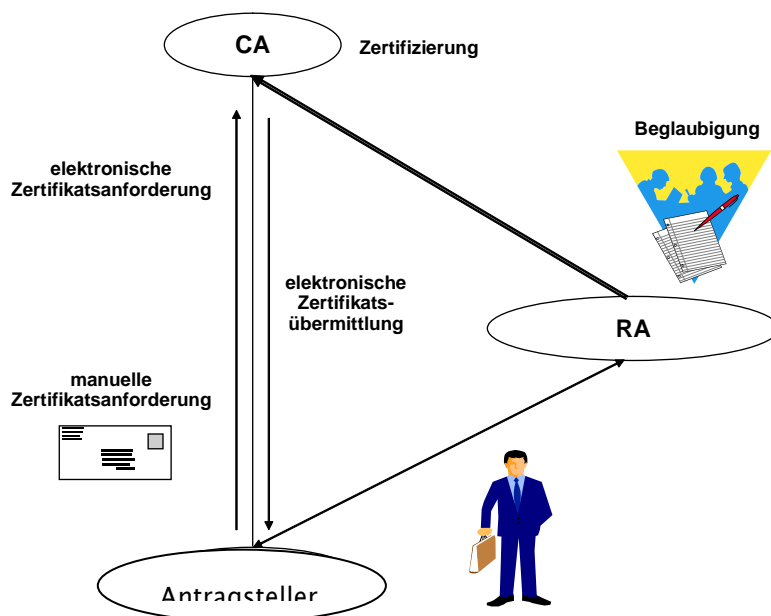 CA
Zertifizierung
Beglaubigung
elektronische
Zertifikatsanforderung
elektronische
Zertifikats-
übermittlung
RA
manuelle
Zertifikatsanforderung
Antragsteller